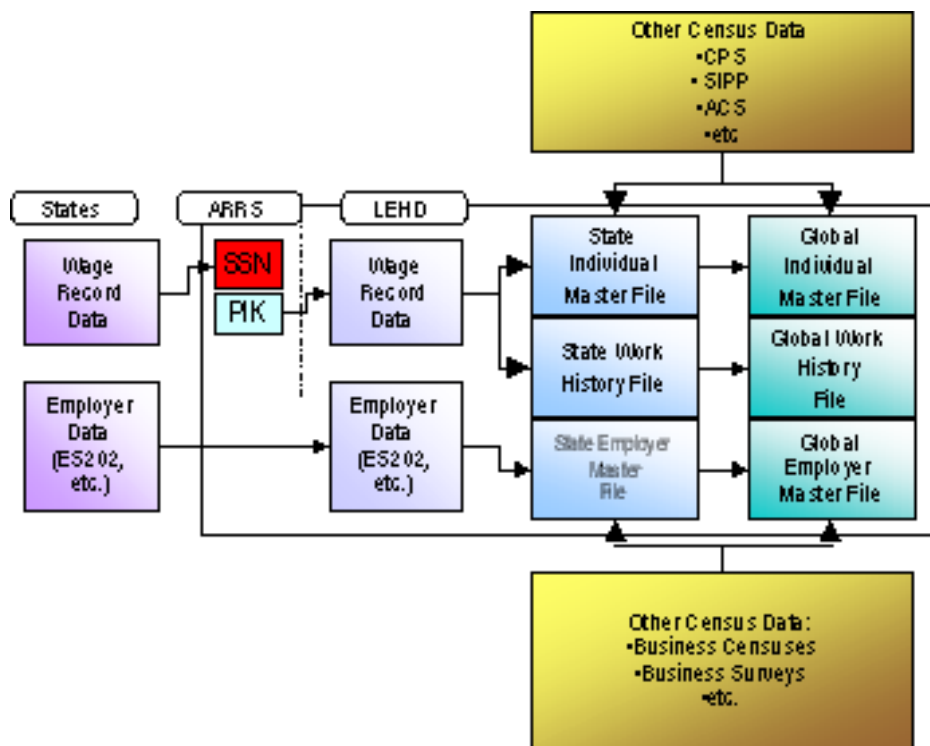 Other Census Data
•CPS
• SIPP
•ACS
•etc
States
ARRS
LEHD
Wage
Record
Data
SSN
PIK
Wage
Record
Data
State
Individual
Master File
Global
Individual
Master File
State Work
History File
Global Work
History
File
Employer
Data
(ES202,
etc.)
Employer
Data
(ES202,
etc.)
State Employer
Master
File
Global
Employer
Master File
Other Census Data:
•Business Censuses
•Business Surveys
•etc.